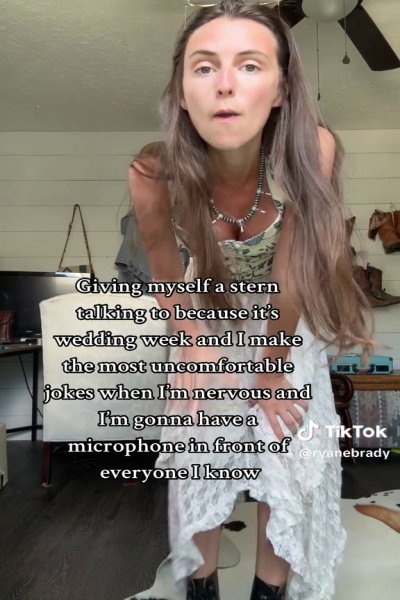 Giving myself a stern
talking to because it's
wedding week and I make
the most uncomfortable
jokes when I'm nervous and
I'm gonna have a
microphone in front of
everyone I know
TikTok
@ryanebrady